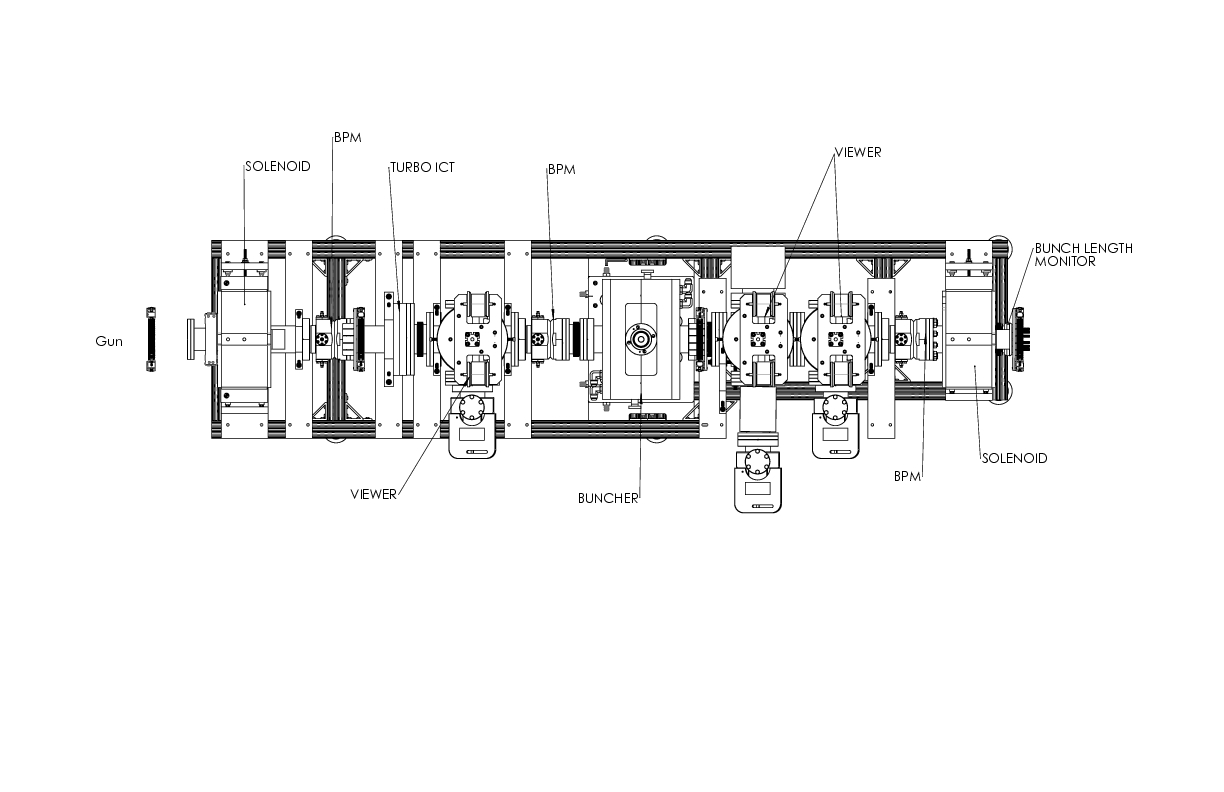 BPM
SOLENOID
TURBO ICT
BPM
VIEWER
BUNCH LENGTH
MONITOR
Gun
SOLENOID
BPM
VIEWER
BUNCHER